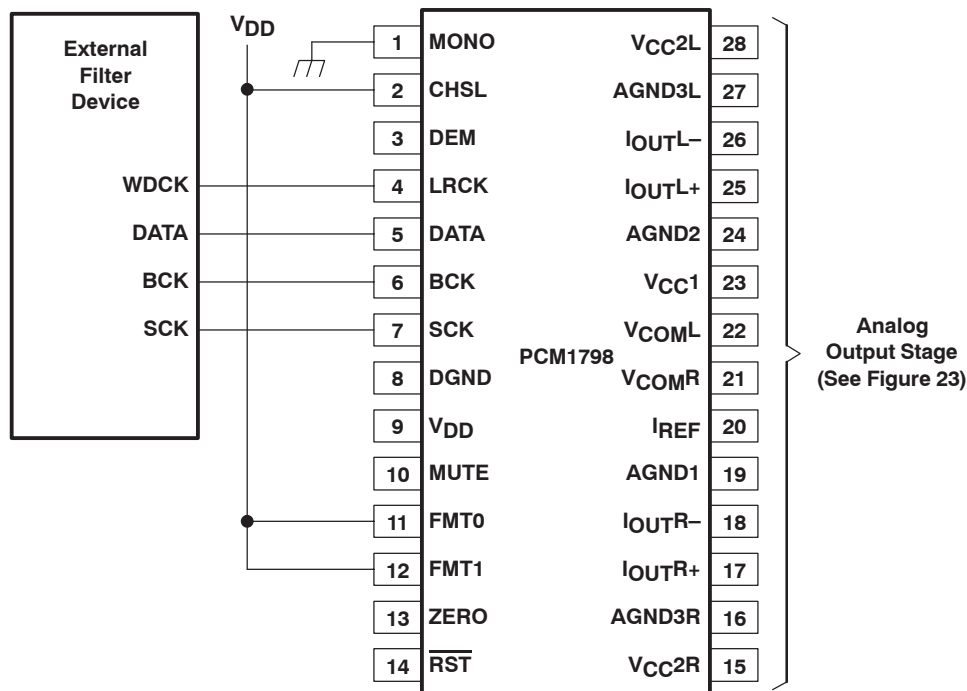 External
Filter
Device
WDCK
DATA
BCK
SCK
VDD
1 MONO
2 CHSL
3 DEM
4 LRCK
5 DATA
6 BCK
7 SCK
8 DGND
9 VDD
10 MUTE
11 FMT0
12 FMT1
13 ZERO
14 RST
PCM1798
VCC2L 28
AGND3L 27
IOUTL– 26
IOUTL+ 25
AGND2 24
VCC1 23
VCOML 22
VCOMR 21
IREF 20
AGND1 19
IOUTR– 18
IOUTR+ 17
AGND3R 16
VCC2R 15
Analog
Output Stage
(See Figure 23)